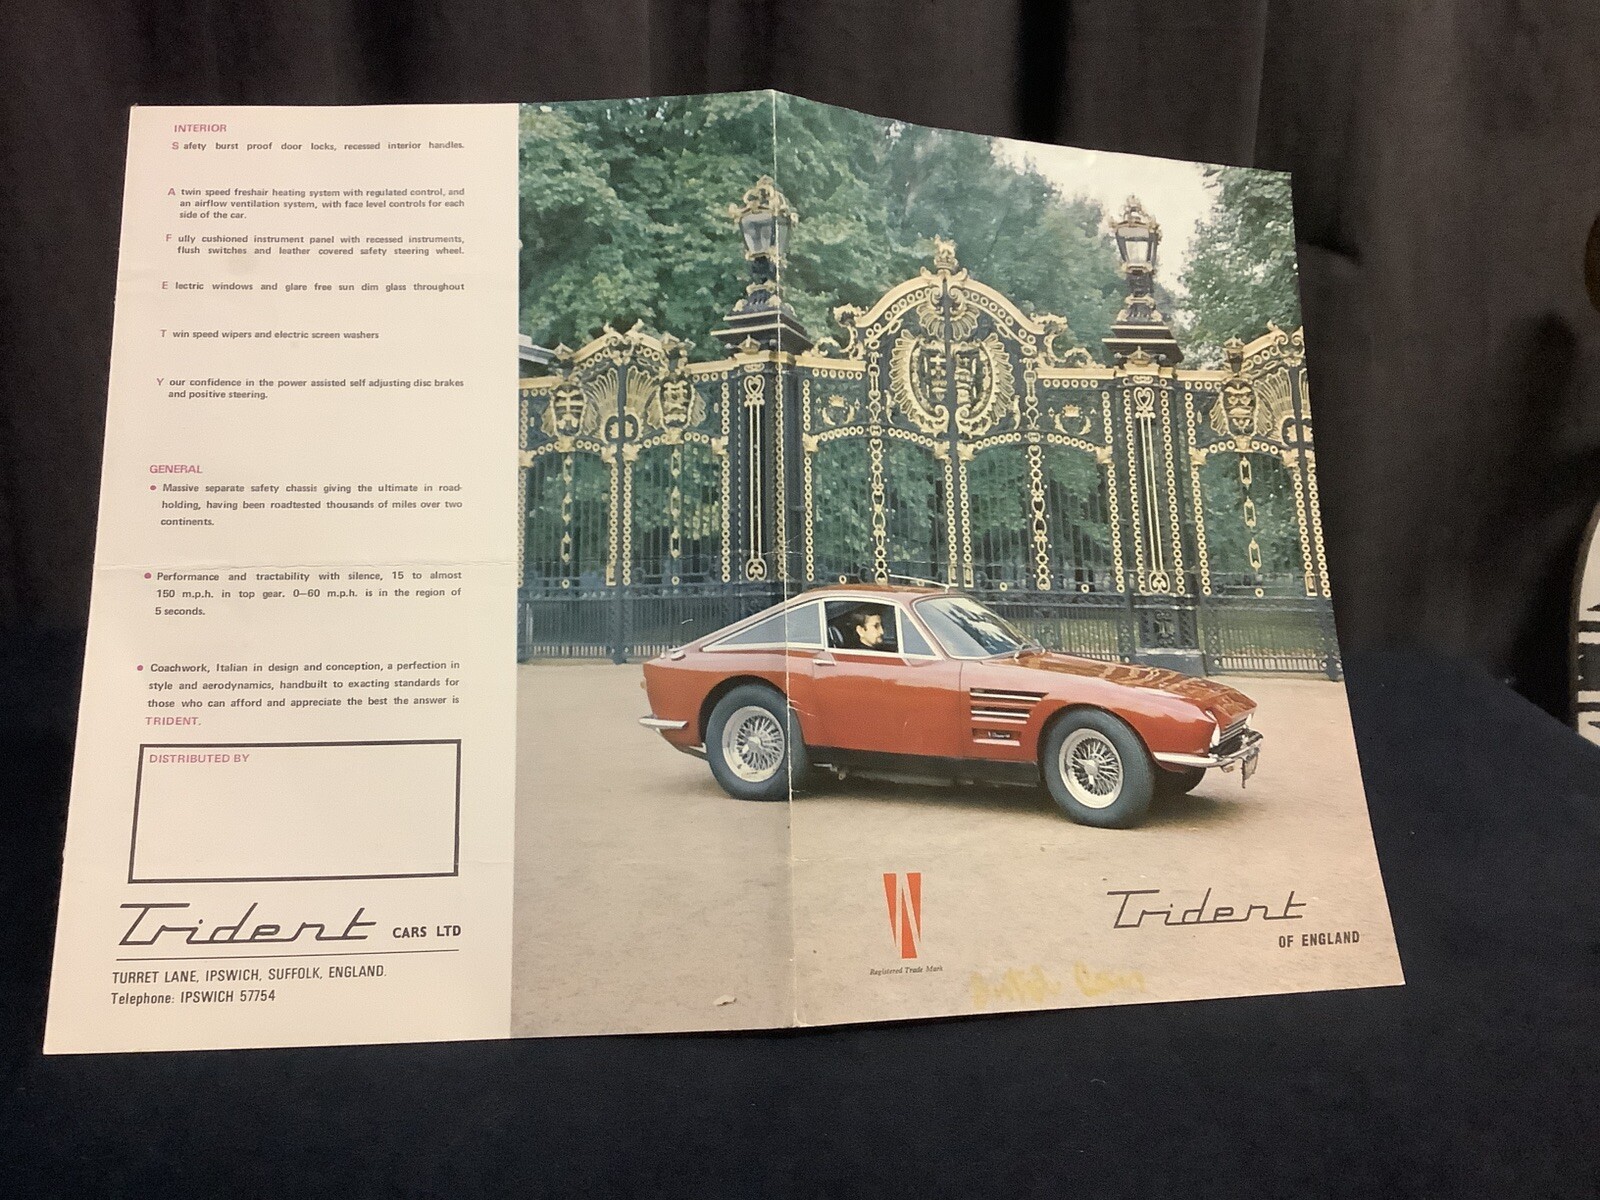 INTERIOR
S afety burst proof door locks, recessed interior handles.
A twin speed freshair heating system with regulated control, and
an airflow ventilation system, with face level controls for each
side of the car.
F ully cushioned instrument panel with recessed instruments,
flush switches and leather covered safety steering wheel.
E lectric windows and glare free sun dim glass throughout
T win speed wipers and electric screen washers
Y our confidence in the power assisted self adjusting disc brakes
and positive steering.
GENERAL
• Massive separate safety chassis giving the ultimate in road-
holding, having been roadtested thousands of miles over two
continents.
• Performance and tractability with silence, 15 to almost
150 m.p.h. in top gear. 0–60 m.p.h. is in the region of
5 seconds.
• Coachwork, Italian in design and conception, a perfection in
style and aerodynamics, handbuilt to exacting standards for
those who can afford and appreciate the best the answer is
TRIDENT.
DISTRIBUTED BY
Trident CARS LTD
TURRET LANE, IPSWICH, SUFFOLK, ENGLAND.
Telephone: IPSWICH 57754
Registered Trade Mark
Trident
OF ENGLAND